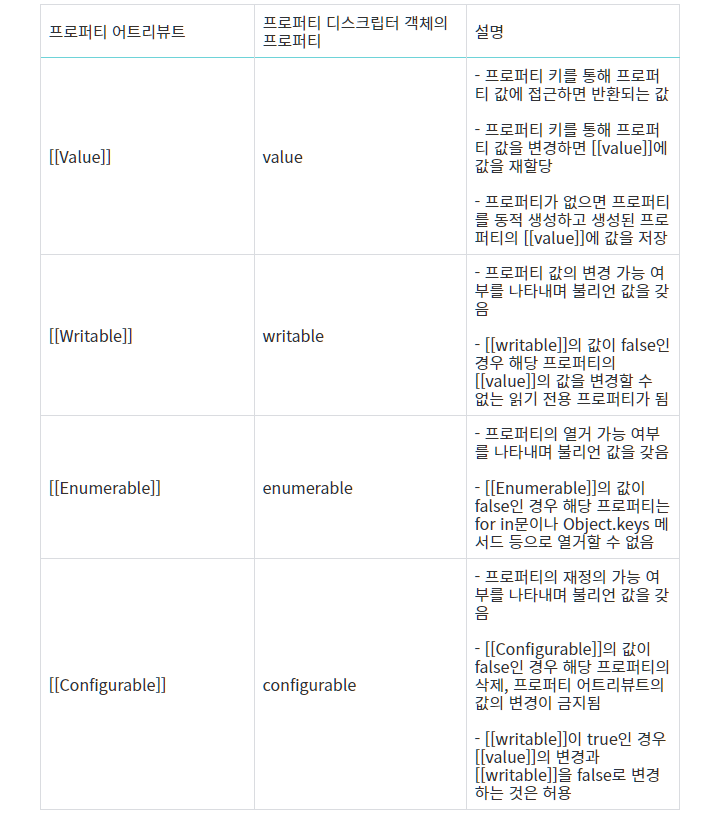 프로퍼티 어트리뷰트
프로퍼티 디스크립터 객체의
프로퍼티
설명
[[Value]]
value
- 프로퍼티 키를 통해 프로퍼
티 값에 접근하면 반환되는 값
- 프로퍼티 키를 통해 프로퍼
티 값을 변경하면 [[value]]에
값을 재할당
- 프로퍼티가 없으면 프로퍼티
를 동적 생성하고 생성된 프로
퍼티의 [[value]]에 값을 저장
[[Writable]]
writable
- 프로퍼티 값의 변경 가능 여
부를 나타내며 불리언 값을 갖
음
- [[writable]]의 값이 false인
경우 해당 프로퍼티의
[[value]]의 값을 변경할 수
없는 읽기 전용 프로퍼티가 됨
[[Enumerable]]
enumerable
- 프로퍼티의 열거 가능 여부
를 나타내며 불리언 값을 갖음
- [[Enumerable]]의 값이
false인 경우 해당 프로퍼티는
for in문이나 Object.keys 메
서드 등으로 열거할 수 없음
[[Configurable]]
configurable
- 프로퍼티의 재정의 가능 여
부를 나타내며 불리언 값을 갖
음
- [[Configurable]]의 값이
false인 경우 해당 프로퍼티의
삭제, 프로퍼티 어트리뷰트의
값의 변경이 금지됨
- [[writable]]이 true인 경우
[[value]]의 변경과
[[writable]]을 false로 변경
하는 것은 허용